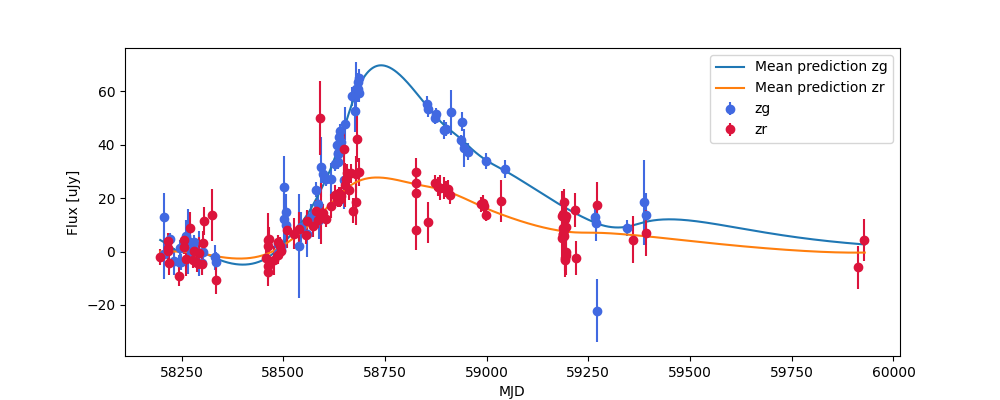 Flux [uJy]
60
40
20
0
−20
Mean prediction zg
Mean prediction zr
zg
zr
58250 58500 58750 59000 59250 59500 59750 60000
MJD